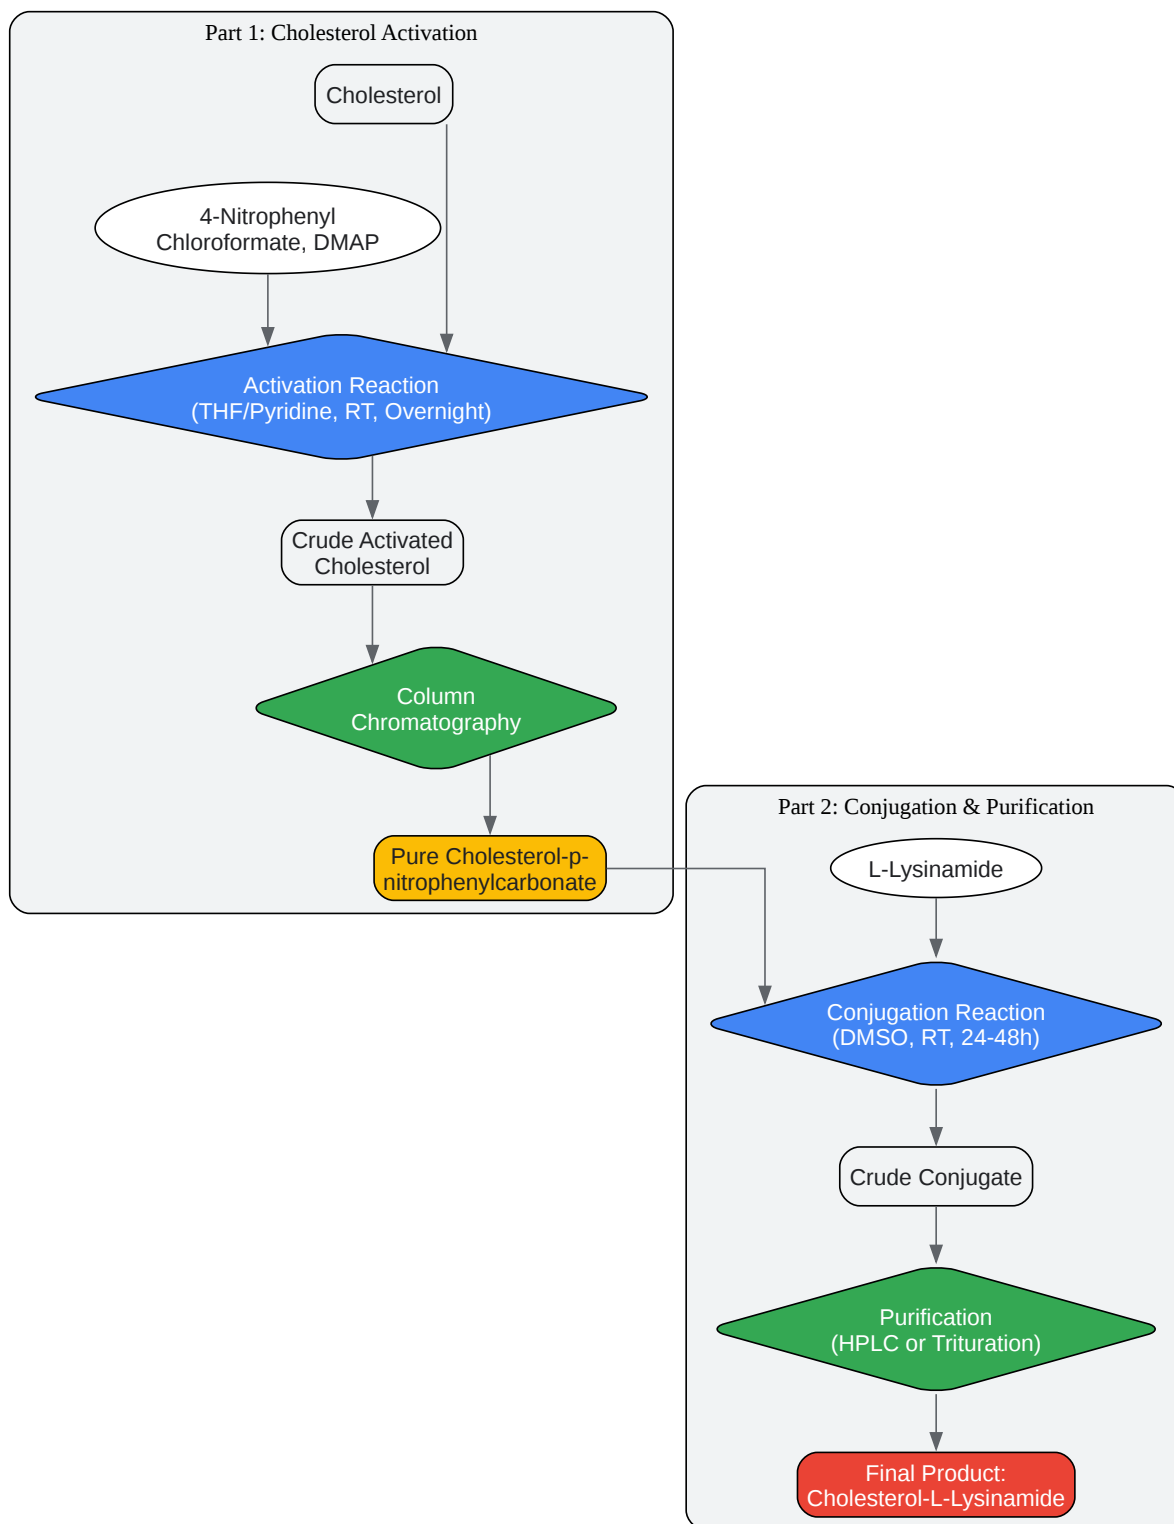 Part 1: Cholesterol Activation
Cholesterol
4-Nitrophenyl
Chloroformate, DMAP
Activation Reaction
(THF/Pyridine, RT, Overnight)
Crude Activated
Cholesterol
Column
Chromatography
Pure Cholesterol-p-
nitrophenylcarbonate
Part 2: Conjugation & Purification
L-Lysinamide
Conjugation Reaction
(DMSO, RT, 24-48h)
Crude Conjugate
Purification
(HPLC or Trituration)
Final Product:
Cholesterol-L-Lysinamide